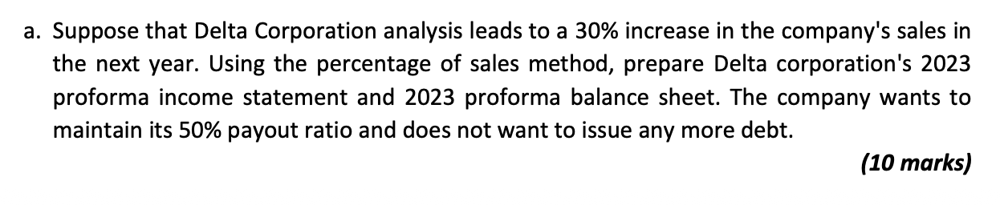 a. Suppose that Delta Corporation analysis leads to a 30% increase in the company's sales in
the next year. Using the percentage of sales method, prepare Delta corporation's 2023
proforma income statement and 2023 proforma balance sheet. The company wants to
maintain its 50% payout ratio and does not want to issue any more debt.
(10 marks)